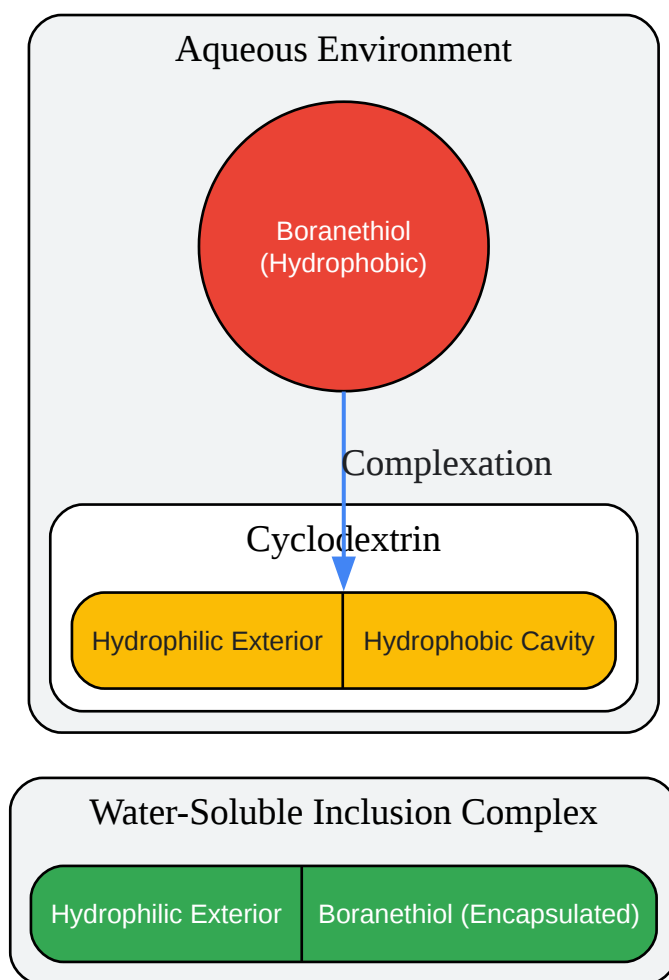 Aqueous Environment
Boranethiol
(Hydrophobic)
Complexation
Cyclodextrin
Hydrophilic Exterior
Hydrophobic Cavity
Water-Soluble Inclusion Complex
Hydrophilic Exterior
Boranethiol (Encapsulated)